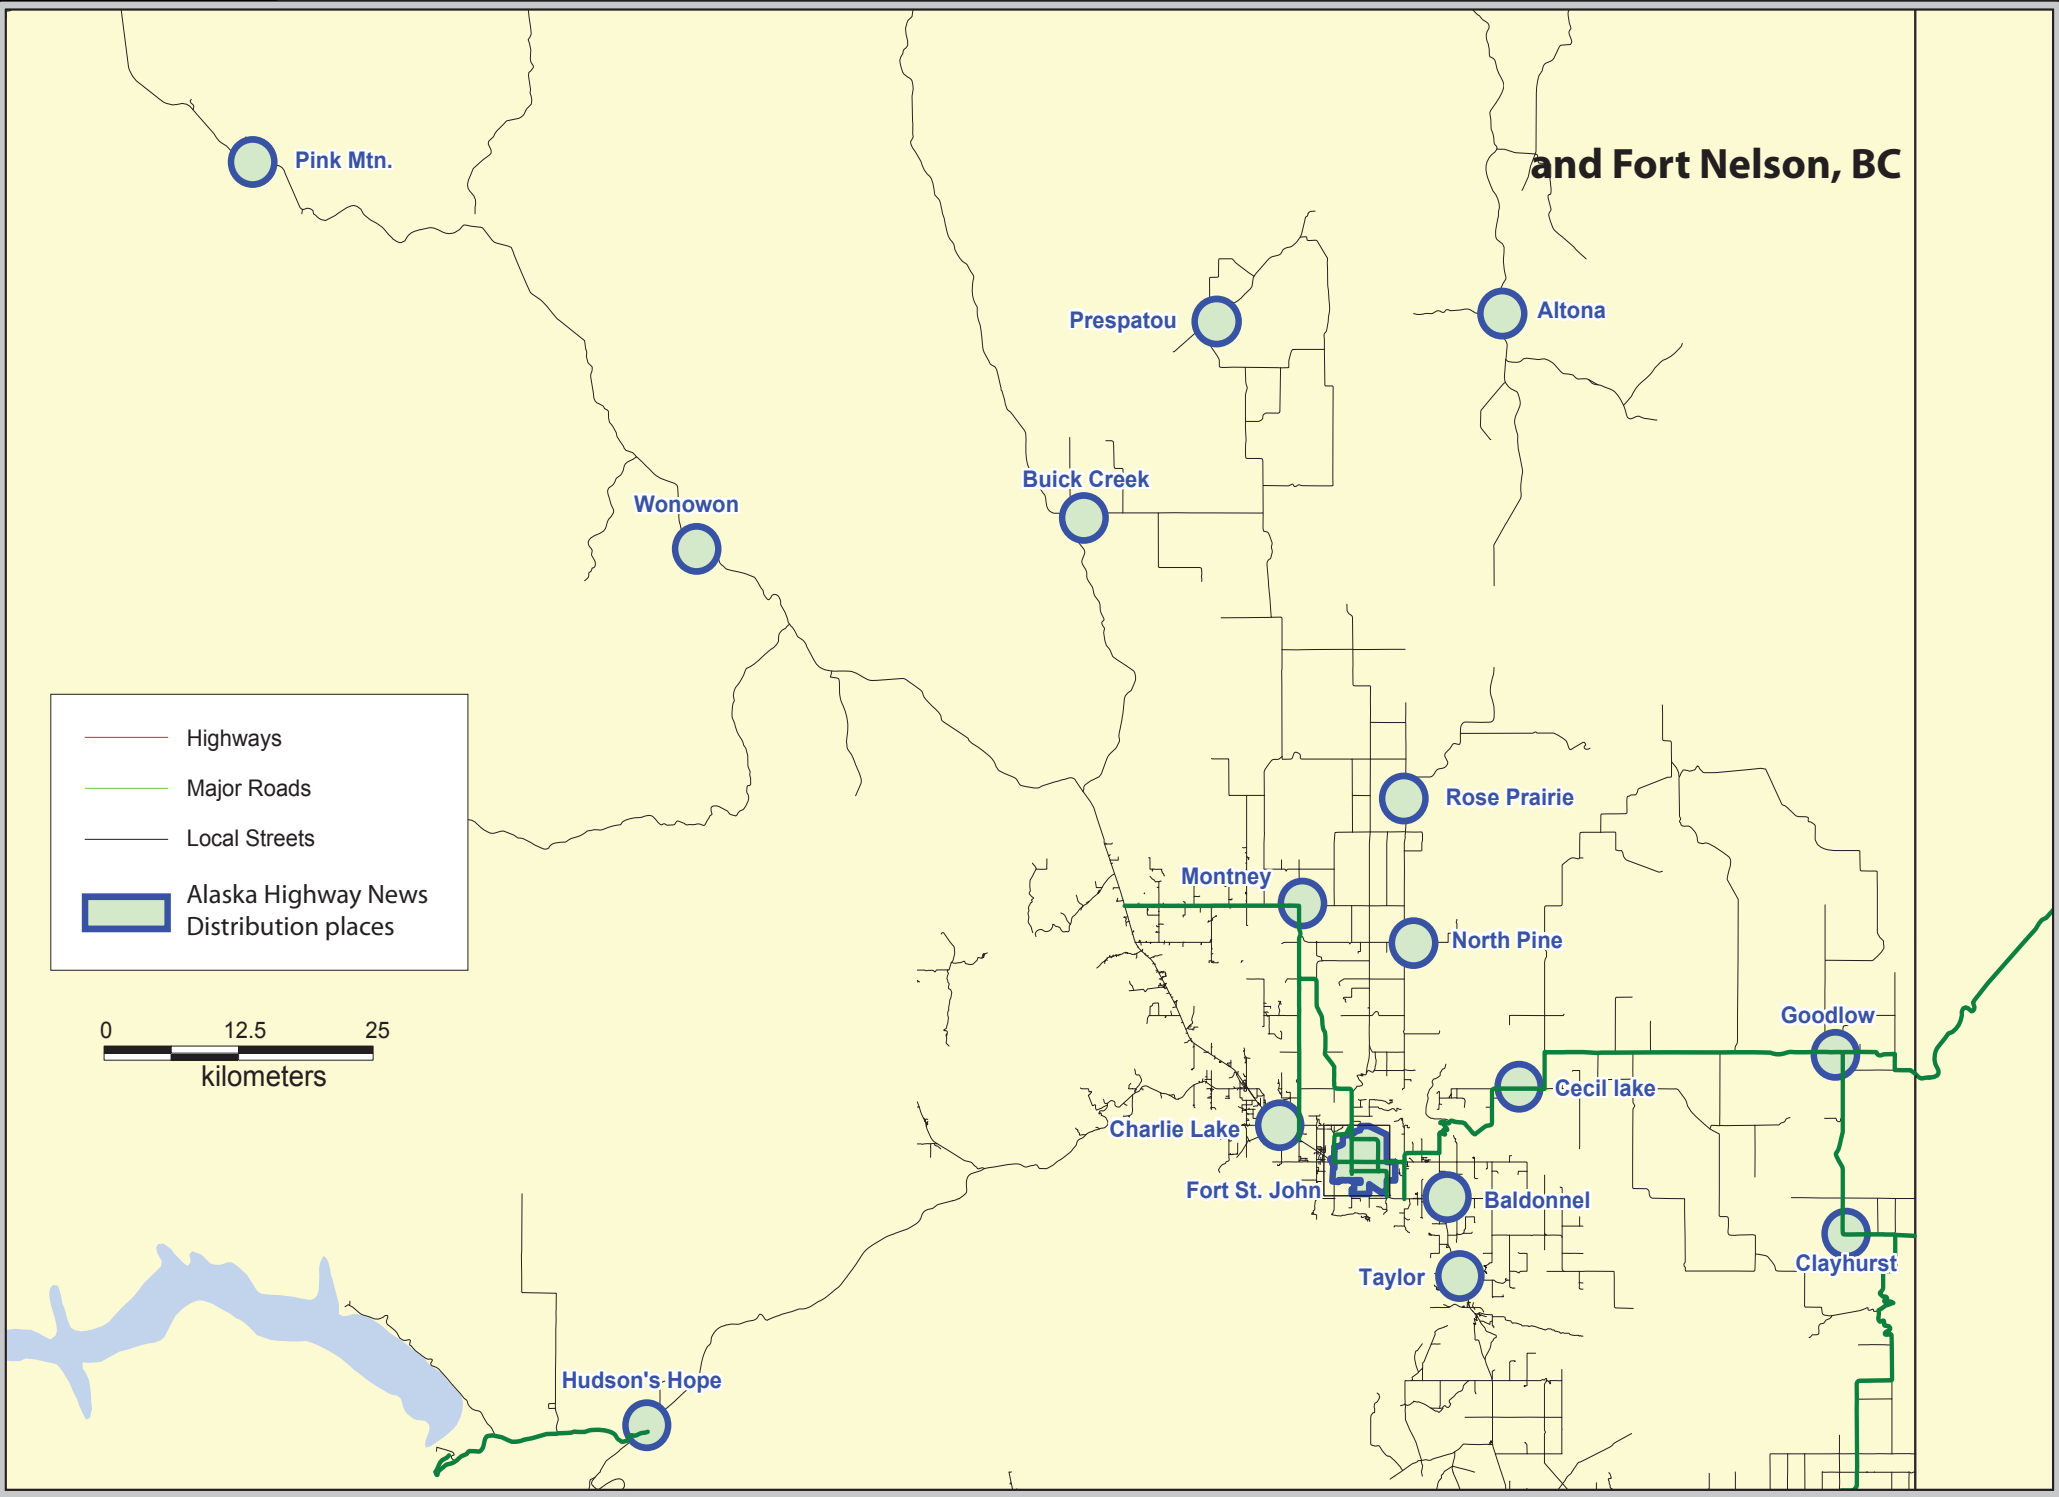 Pink Mtn.
and Fort Nelson, BC
Prespatou
Altona
Buick Creek
Wonowon
Highways
Major Roads
Local Streets
Alaska Highway News
Distribution places
Rose Prairie
Montney
North Pine
0 12.5 25
kilometers
Goodlow
Cecil lake
Charlie Lake
Fort St. John
Baldonnel
Taylor
Clayhurst
Hudson's Hope